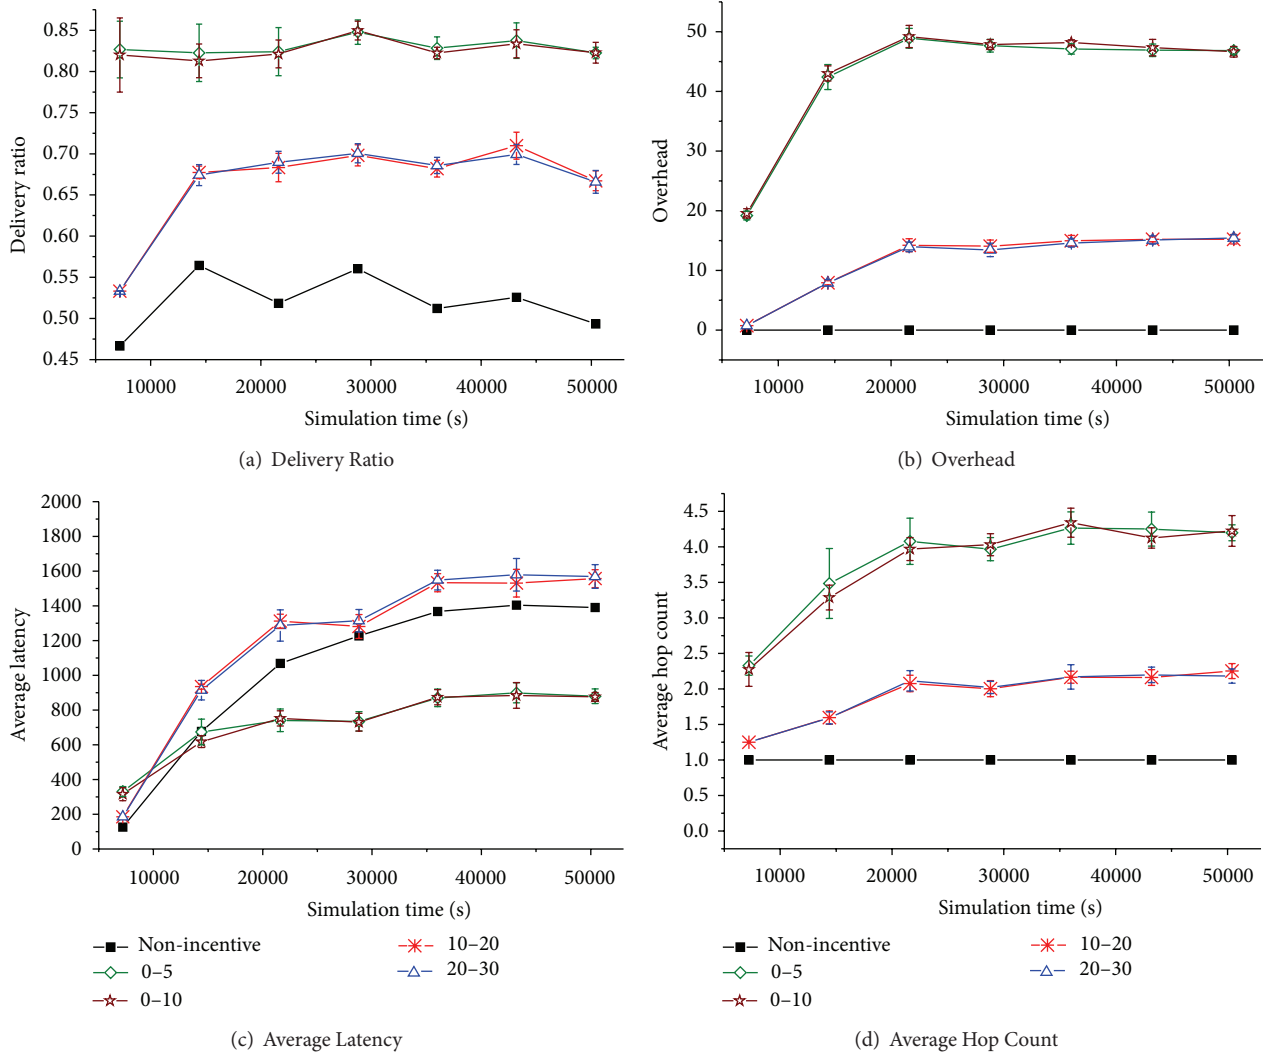 0.85
0.80
0.75
0.70
0.65
0.60
0.55
0.50
0.45
Delivery ratio
10000 20000 30000 40000 50000
Simulation time (s)
(a) Delivery Ratio
50
40
30
20
10
0
Overhead
10000 20000 30000 40000 50000
Simulation time (s)
(b) Overhead
2000
1800
1600
1400
1200
1000
800
600
400
200
0
Average latency
10000 20000 30000 40000 50000
Simulation time (s)
Non-incentive
0–5
0–10
10–20
20–30
(c) Average Latency
4.5
4.0
3.5
3.0
2.5
2.0
1.5
1.0
0.0
Average hop count
10000 20000 30000 40000 50000
Simulation time (s)
Non-incentive
0–5
0–10
10–20
20–30
(d) Average Hop Count